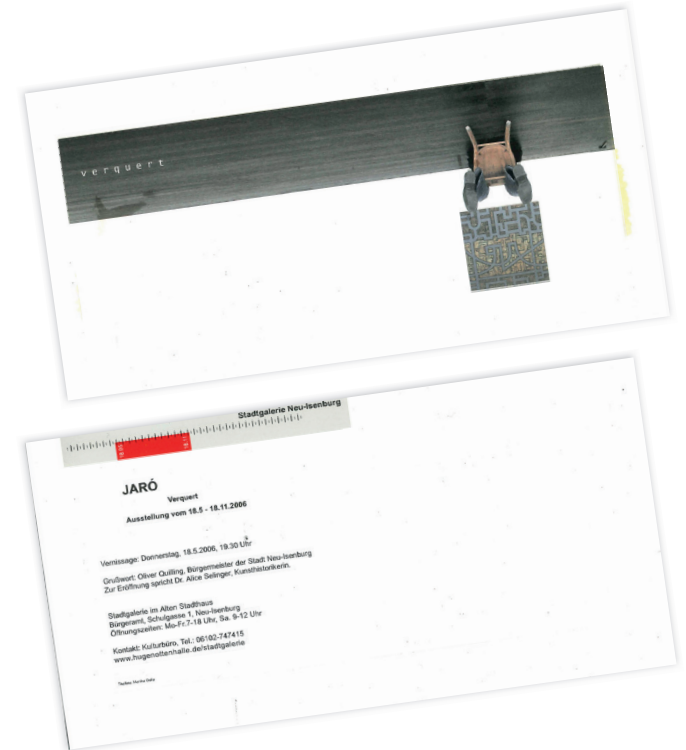 verquert
Stadtgalerie Neu-Isenburg
JARÓ
Verquert
Ausstellung vom 18.5 - 18.11.2006
Vernissage: Donnerstag, 18.5.2006, 19.30 Uhr
Grußwort: Oliver Quilling, Bürgermeister der Stadt Neu-Isenburg
Zur Eröffnung spricht Dr. Alice Selinger, Kunsthistorikerin.
Stadtgalerie im Alten Stadthaus
Bürgeramt, Schulgasse 1, Neu-Isenburg
Öffnungszeiten: Mo-Fr.7-18 Uhr, Sa. 9-12 Uhr
Kontakt: Kulturbüro, Tel.: 06102-747415
www.hugenottenhalle.de/stadtgalerie